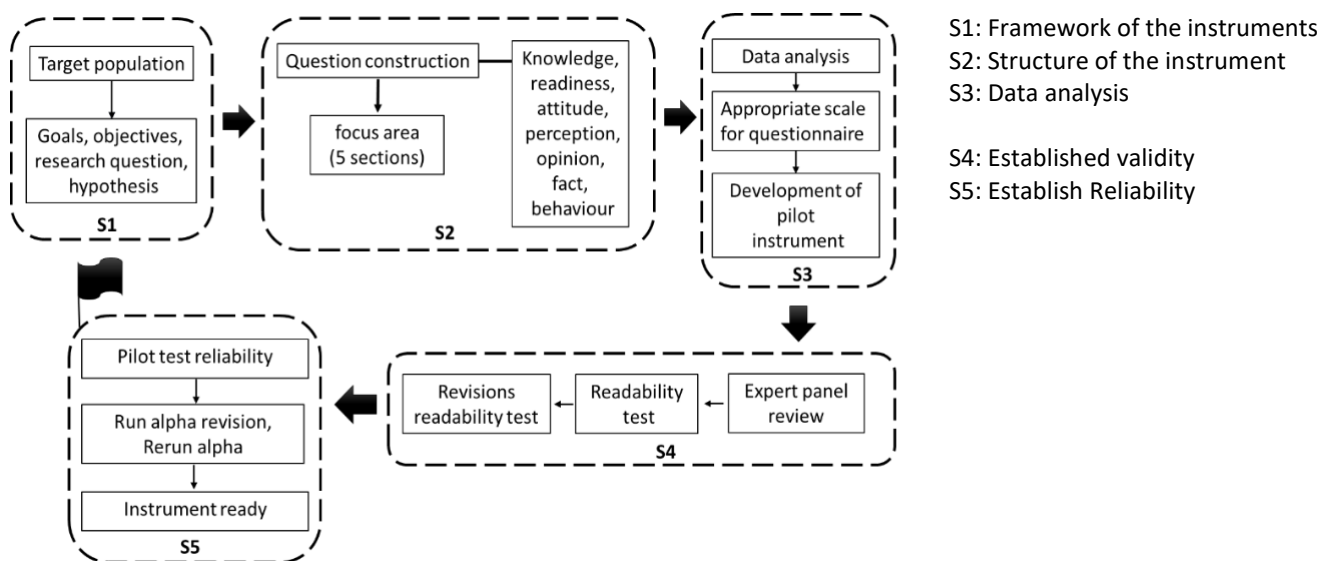 Target population
Goals, objectives,
research question,
hypothesis
S1
Question construction
focus area
(5 sections)
Knowledge,
readiness,
attitude,
perception,
opinion,
fact,
behaviour
S2
Data analysis
Appropriate scale
for questionnaire
Development of
pilot
instrument
S3
S1: Framework of the instruments
S2: Structure of the instrument
S3: Data analysis
S4: Established validity
S5: Establish Reliability
Expert panel
review
Readability
test
Revisions
readability test
S4
Pilot test reliability
Run alpha revision,
Rerun alpha
Instrument ready
S5